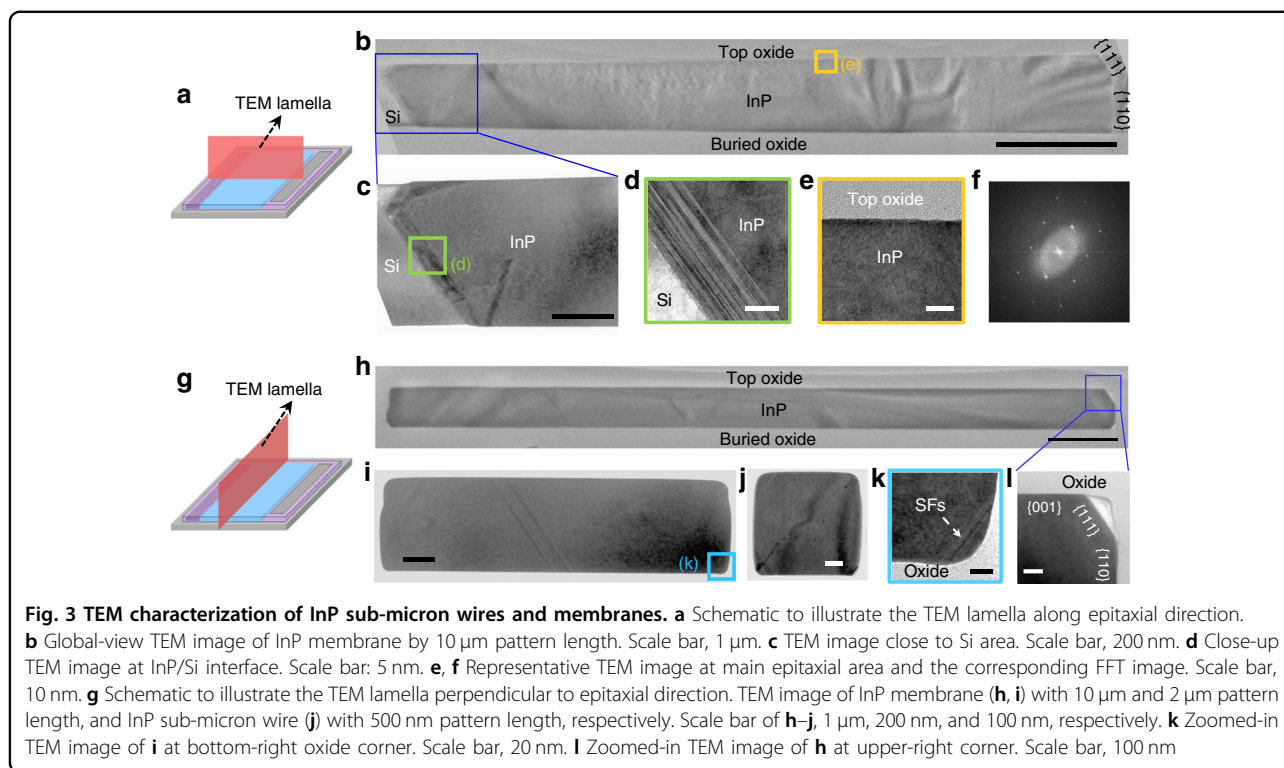 b
Top oxide
{111}
(e)
a
TEM lamella
InP
{110}
Si
Buried oxide
c
d
e
f
Top oxide
InP
InP
InP
Si
(d)
Si
g
TEM lamella
h
Top oxide
InP
Buried oxide
i
j
k
l
Oxide
SFs
{001}
{111}
(k)
{110}
Oxide
Fig. 3 TEM characterization of InP sub-micron wires and membranes. a Schematic to illustrate the TEM lamella along epitaxial direction.
b Global-view TEM image of InP membrane by 10 μm pattern length. Scale bar, 1 μm. c TEM image close to Si area. Scale bar, 200 nm. d Close-up
TEM image at InP/Si interface. Scale bar: 5 nm. e, f Representative TEM image at main epitaxial area and the corresponding FFT image. Scale bar,
10 nm. g Schematic to illustrate the TEM lamella perpendicular to epitaxial direction. TEM image of InP membrane (h, i) with 10 μm and 2 μm pattern
length, and InP sub-micron wire (j) with 500 nm pattern length, respectively. Scale bar of h–j, 1 μm, 200 nm, and 100 nm, respectively. k Zoomed-in
TEM image of i at bottom-right oxide corner. Scale bar, 20 nm. l Zoomed-in TEM image of h at upper-right corner. Scale bar, 100 nm